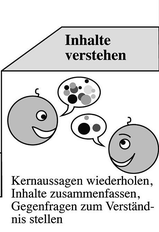 Inhalte
verstehen
Kernaussagen wiederholen,
Inhalte zusammenfassen,
Gegenfragen zum Verständ-
nis stellen